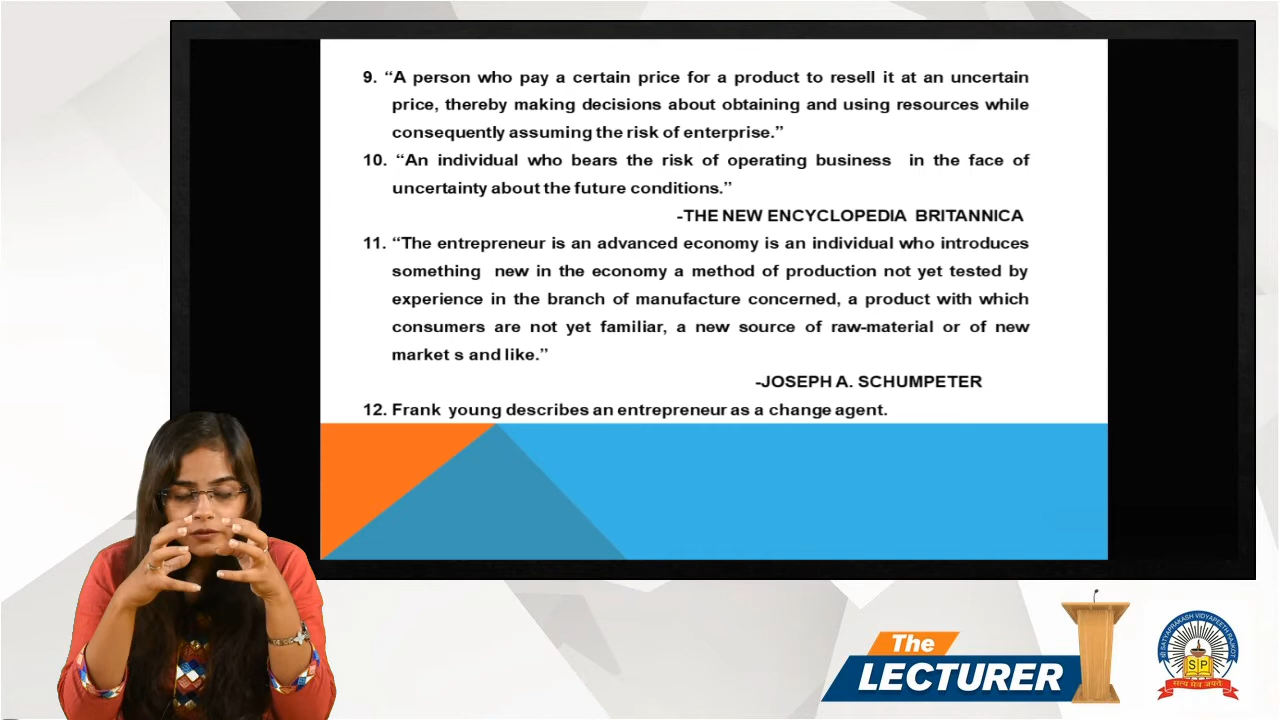 9. “A person who pay a certain price for a product to resell it at an uncertain
price, thereby making decisions about obtaining and using resources while
consequently assuming the risk of enterprise.”
10. “An individual who bears the risk of operating business in the face of
uncertainty about the future conditions.”
-THE NEW ENCYCLOPEDIA BRITANNICA
11. “The entrepreneur is an advanced economy is an individual who introduces
something new in the economy a method of production not yet tested by
experience in the branch of manufacture concerned, a product with which
consumers are not yet familiar, a new source of raw-material or of new
market s and like.”
-JOSEPH A. SCHUMPETER
12. Frank young describes an entrepreneur as a change agent.
The
LECTURER
SATYAPRAKASH VIDYAPEETH RAJKOT
SP